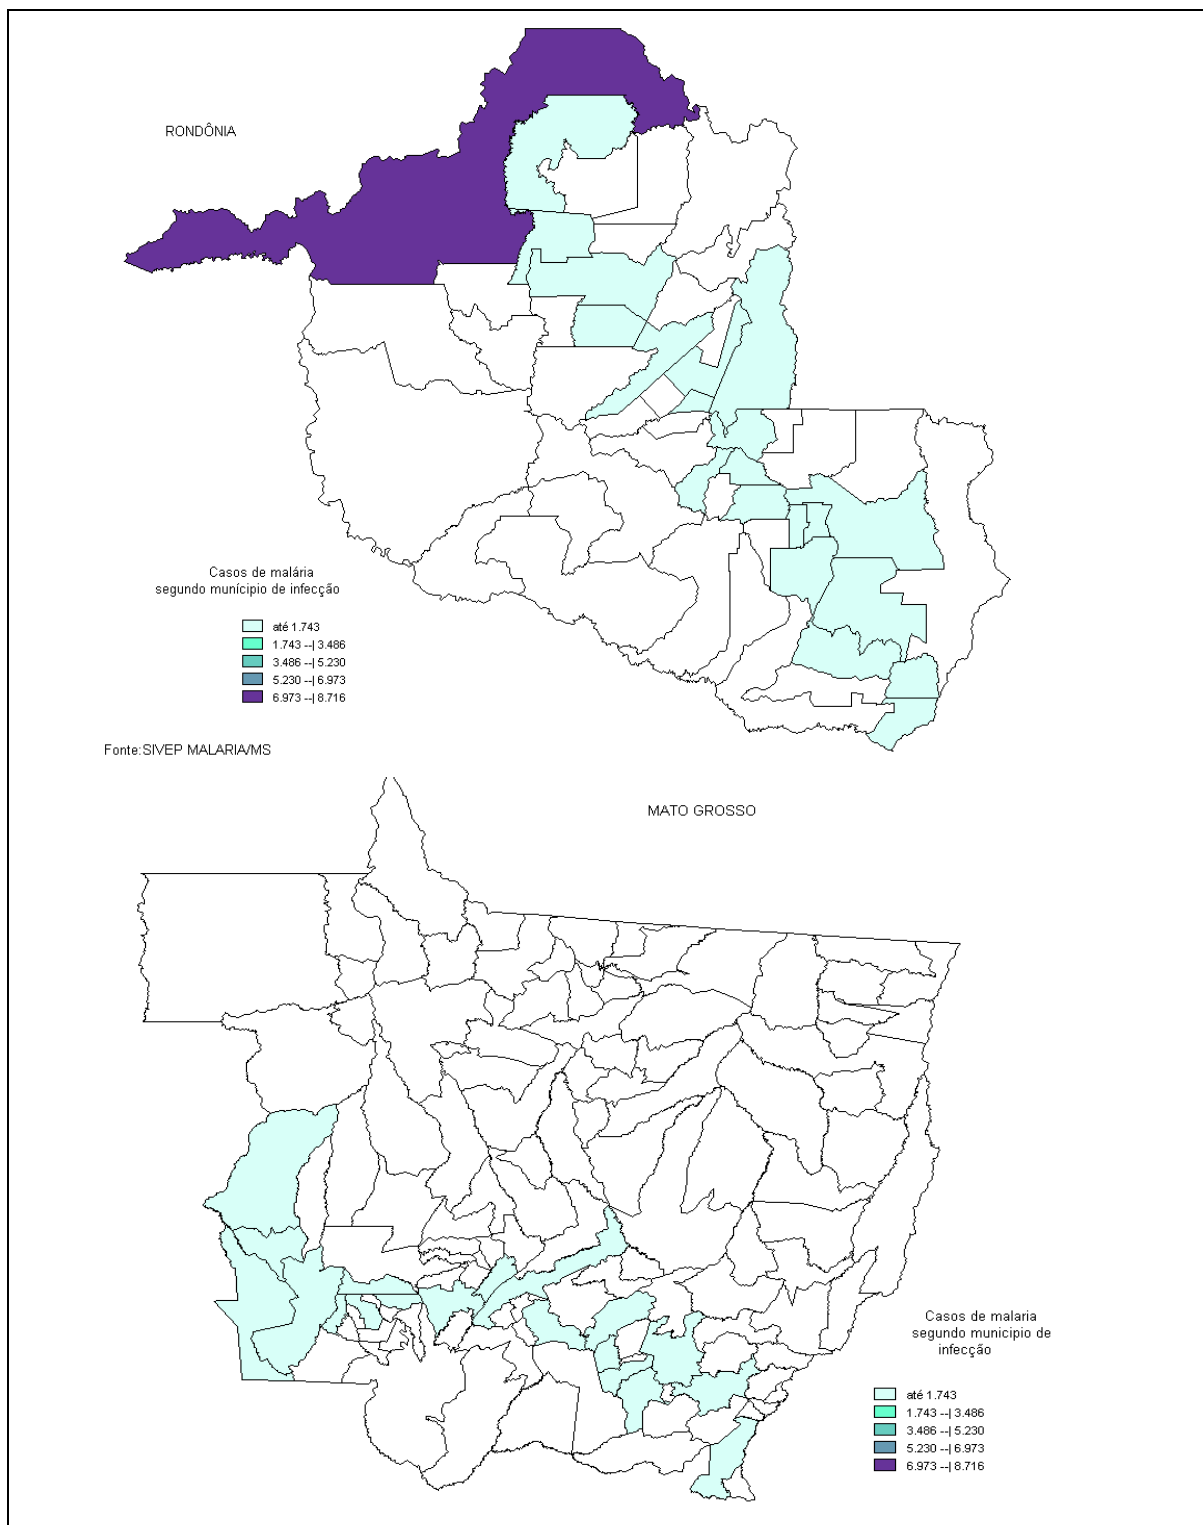 RONDÔNIA
Casos de malária
segundo munícipio de infecção
até 1.743
1.743 --| 3.486
3.486 --| 5.230
5.230 --| 6.973
6.973 --| 8.716
Fonte:SIVEP MALARIA/MS
MATO GROSSO
Casos de malaria
segundo municipio de
infecção
até 1.743
1.743 --| 3.486
3.486 --| 5.230
5.230 --| 6.973
6.973 --| 8.716